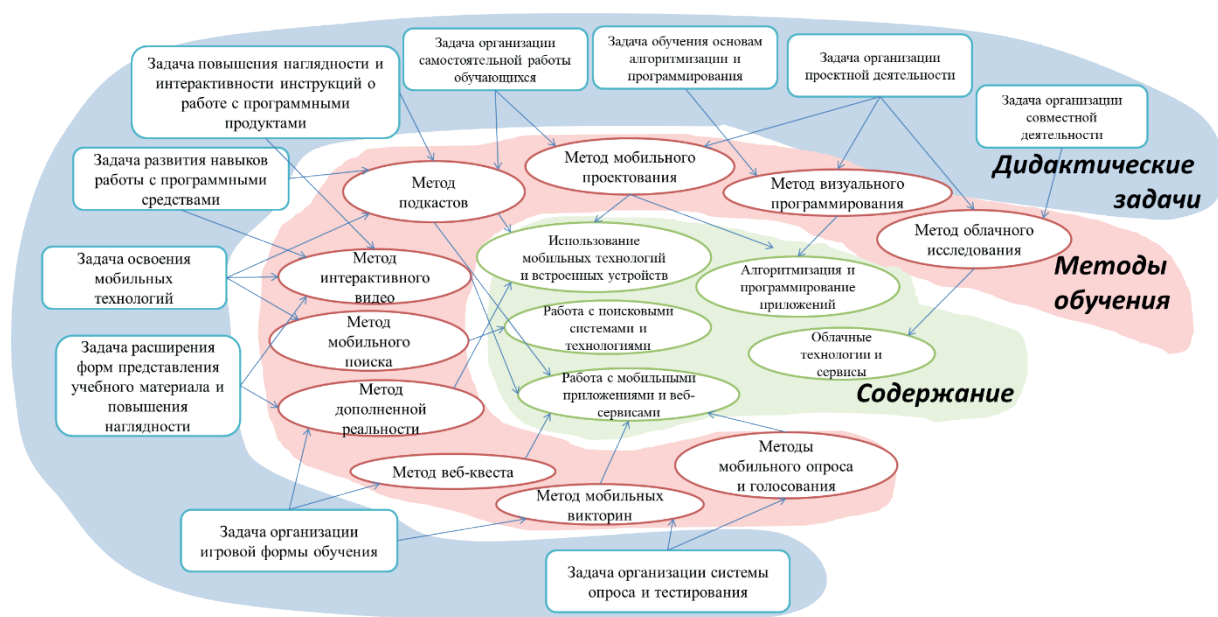 Задача повышения наглядности и
интерактивности инструкций о
работе с программными
продуктами
Задача организации
самостоятельной работы
обучающихся
Задача обучения основам
алгоритмизации и
программирования
Задача организации
проектной деятельности
Задача организации
совместной
деятельности
Дидактические
задачи
Задача развития навыков
работы с программными
средствами
Метод
подкастов
Метод мобильного
проектования
Метод визуального
программирования
Метод облачного
исследования
Методы
обучения
Задача освоения
мобильных
технологий
Метод
интерактивного
видео
Использование
мобильных технологий
и встроенных устройств
Алгоритмизация и
программирование
приложений
Метод
мобильного
поиска
Работа с поисковыми
системами и
технологиями
Облачные
технологии и
сервисы
Задача расширения
форм представления
учебного материала и
повышения
наглядности
Метод
дополненной
реальности
Работа с мобильными
приложениями и веб-
сервисами
Содержание
Метод веб-квеста
Метод мобильных
викторин
Методы
мобильного опроса
и голосования
Задача организации
игровой формы обучения
Задача организации системы
опроса и тестирования